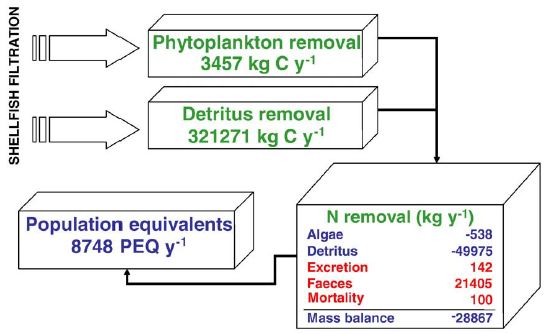 SHELLFISH FILTRATION
Phytoplankton removal
3457 kg C y-1
Detritus removal
321271 kg C y-1
Population equivalents
8748 PEQ y-1
N removal (kg y-1)
Algae -538
Detritus -49975
Excretion 142
Faeces 21405
Mortality 100
Mass balance -28867